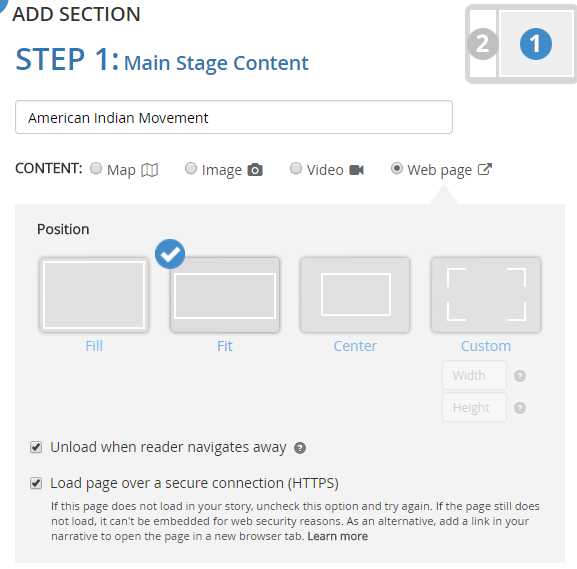 ADD SECTION
STEP 1: Main Stage Content
2 1
American Indian Movement
CONTENT: Map Image Video Web page
Position
Fill Fit Center Custom
Width ?
Height ?
Unload when reader navigates away ?
Load page over a secure connection (HTTPS)
If this page does not load in your story, uncheck this option and try again. If the page still does
not load, it can't be embedded for web security reasons. As an alternative, add a link in your
narrative to open the page in a new browser tab. Learn more